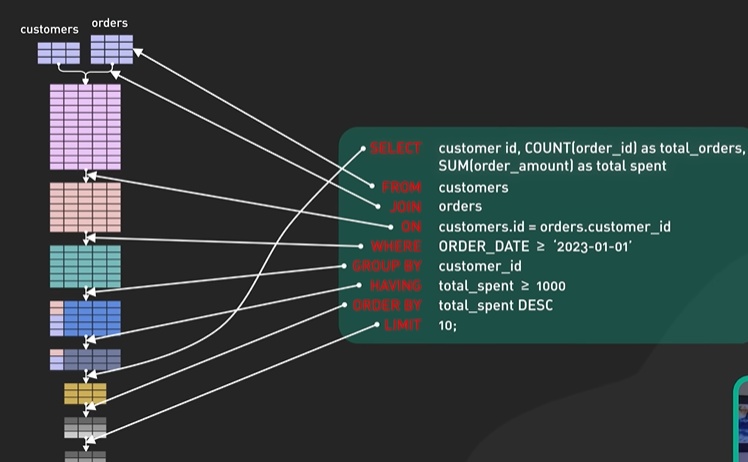 customers
orders
SELECT customer id, COUNT(order_id) as total_orders,
SUM(order_amount) as total spent
FROM customers
JOIN orders
ON customers.id = orders.customer_id
WHERE ORDER_DATE ≥ '2023-01-01'
GROUP BY customer_id
HAVING total_spent ≥ 1000
ORDER BY total_spent DESC
LIMIT 10;